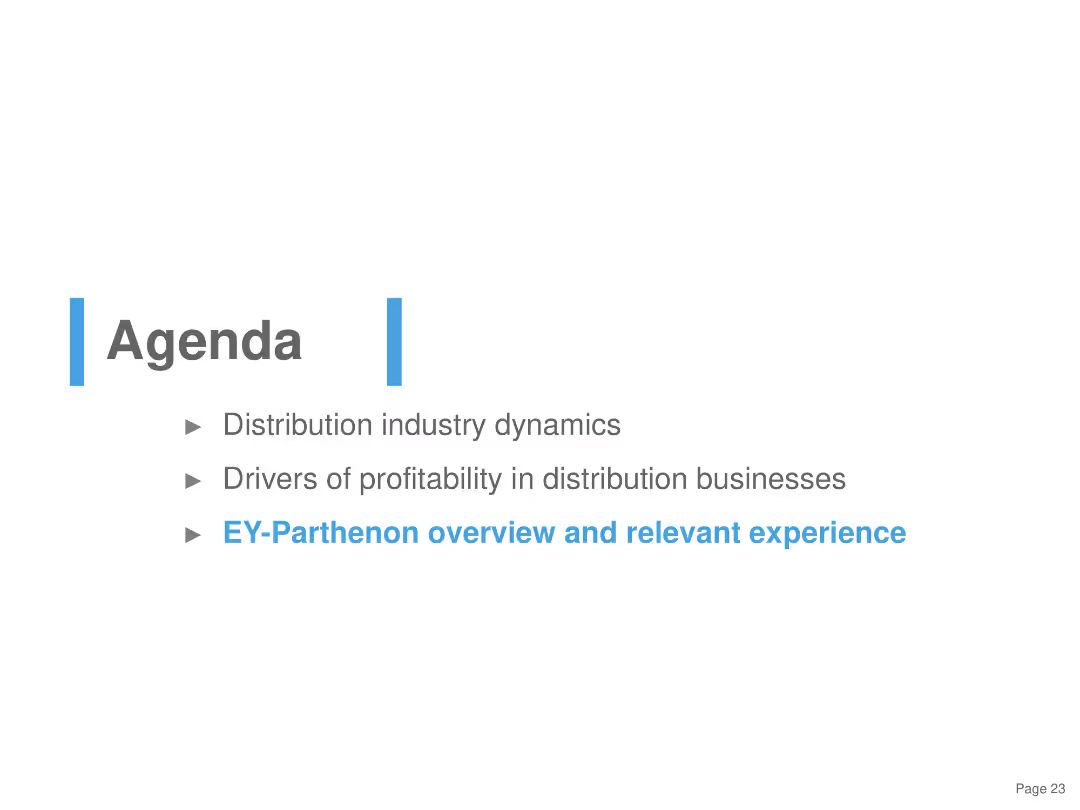 Agenda
► Distribution industry dynamics
► Drivers of profitability in distribution businesses
► EY-Parthenon overview and relevant experience
Page 23